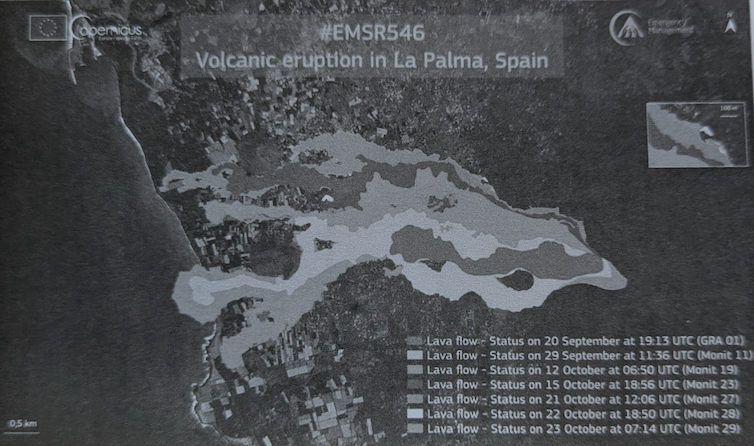 Copernicus
#EMSR546
Volcanic eruption in La Palma, Spain
Emergency
Management
Lava flow - Status on 20 September at 19:13 UTC (GRA 01)
Lava flow - Status on 29 September at 11:36 UTC (Monit 11)
Lava flow - Status on 12 October at 06:50 UTC (Monit 19)
Lava flow - Status on 15 October at 18:56 UTC (Monit 23)
Lava flow - Status on 21 October at 12:06 UTC (Monit 27)
Lava flow - Status on 22 October at 18:50 UTC (Monit 28)
Lava flow - Status on 23 October at 07:14 UTC (Monit 29)
0,5 km